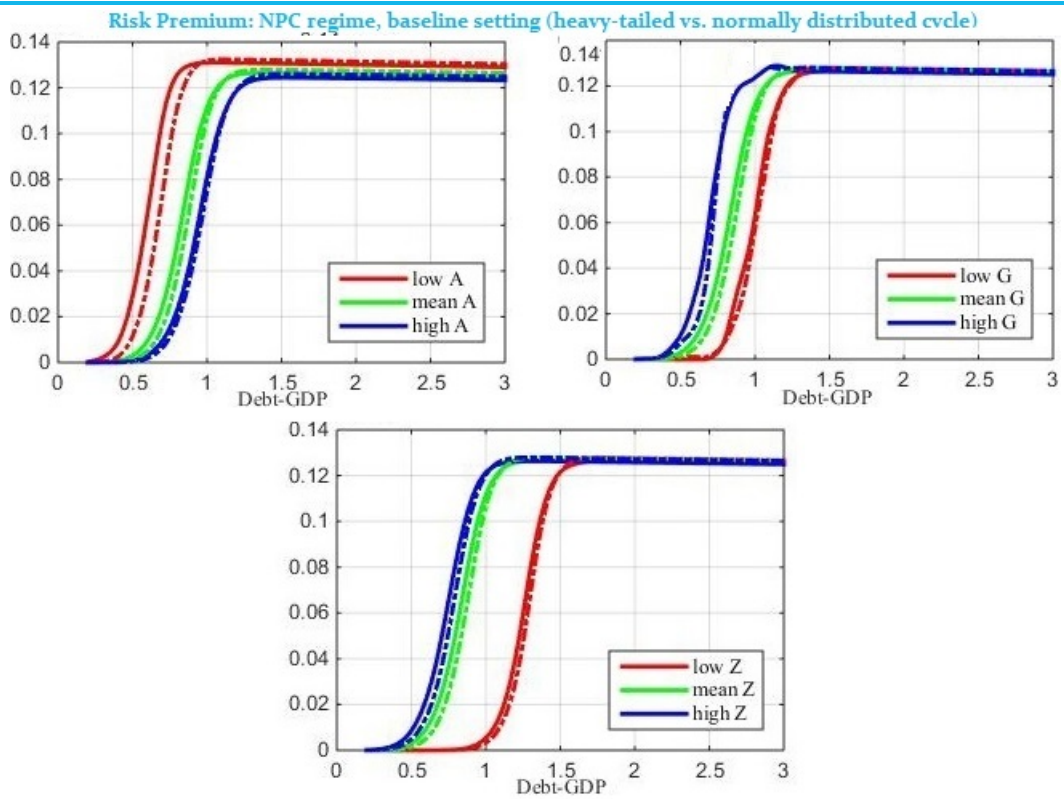 Risk Premium: NPC regime, baseline setting (heavy-tailed vs. normally distributed cycle)
0.14
0.12
0.1
0.08
0.06
0.04
0.02
0
low A
mean A
high A
0 0.5 1 1.5 2 2.5 3
Debt-GDP
0.14
0.12
0.1
0.08
0.06
0.04
0.02
0
low G
mean G
high G
0 0.5 1 1.5 2 2.5 3
Debt-GDP
0.14
0.12
0.1
0.08
0.06
0.04
0.02
0
low Z
mean Z
high Z
0 0.5 1 1.5 2 2.5 3
Debt-GDP